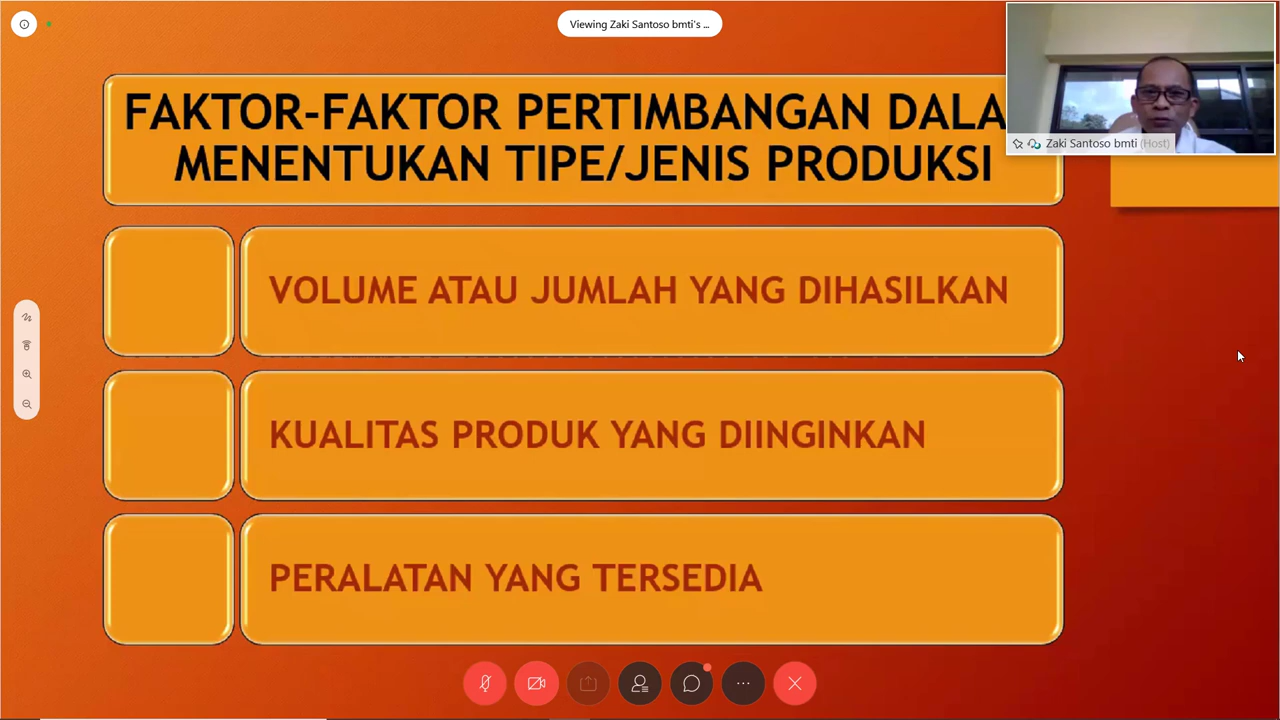 Viewing Zaki Santoso bmti's ...
FAKTOR-FAKTOR PERTIMBANGAN
MENENTUKAN TIPE/JENIS PRODUKSI
Zaki Santoso bmti (Host)
VOLUME ATAU JUMLAH YANG DIHASILKAN
KUALITAS PRODUK YANG DIINGINKAN
PERALATAN YANG TERSEDIA